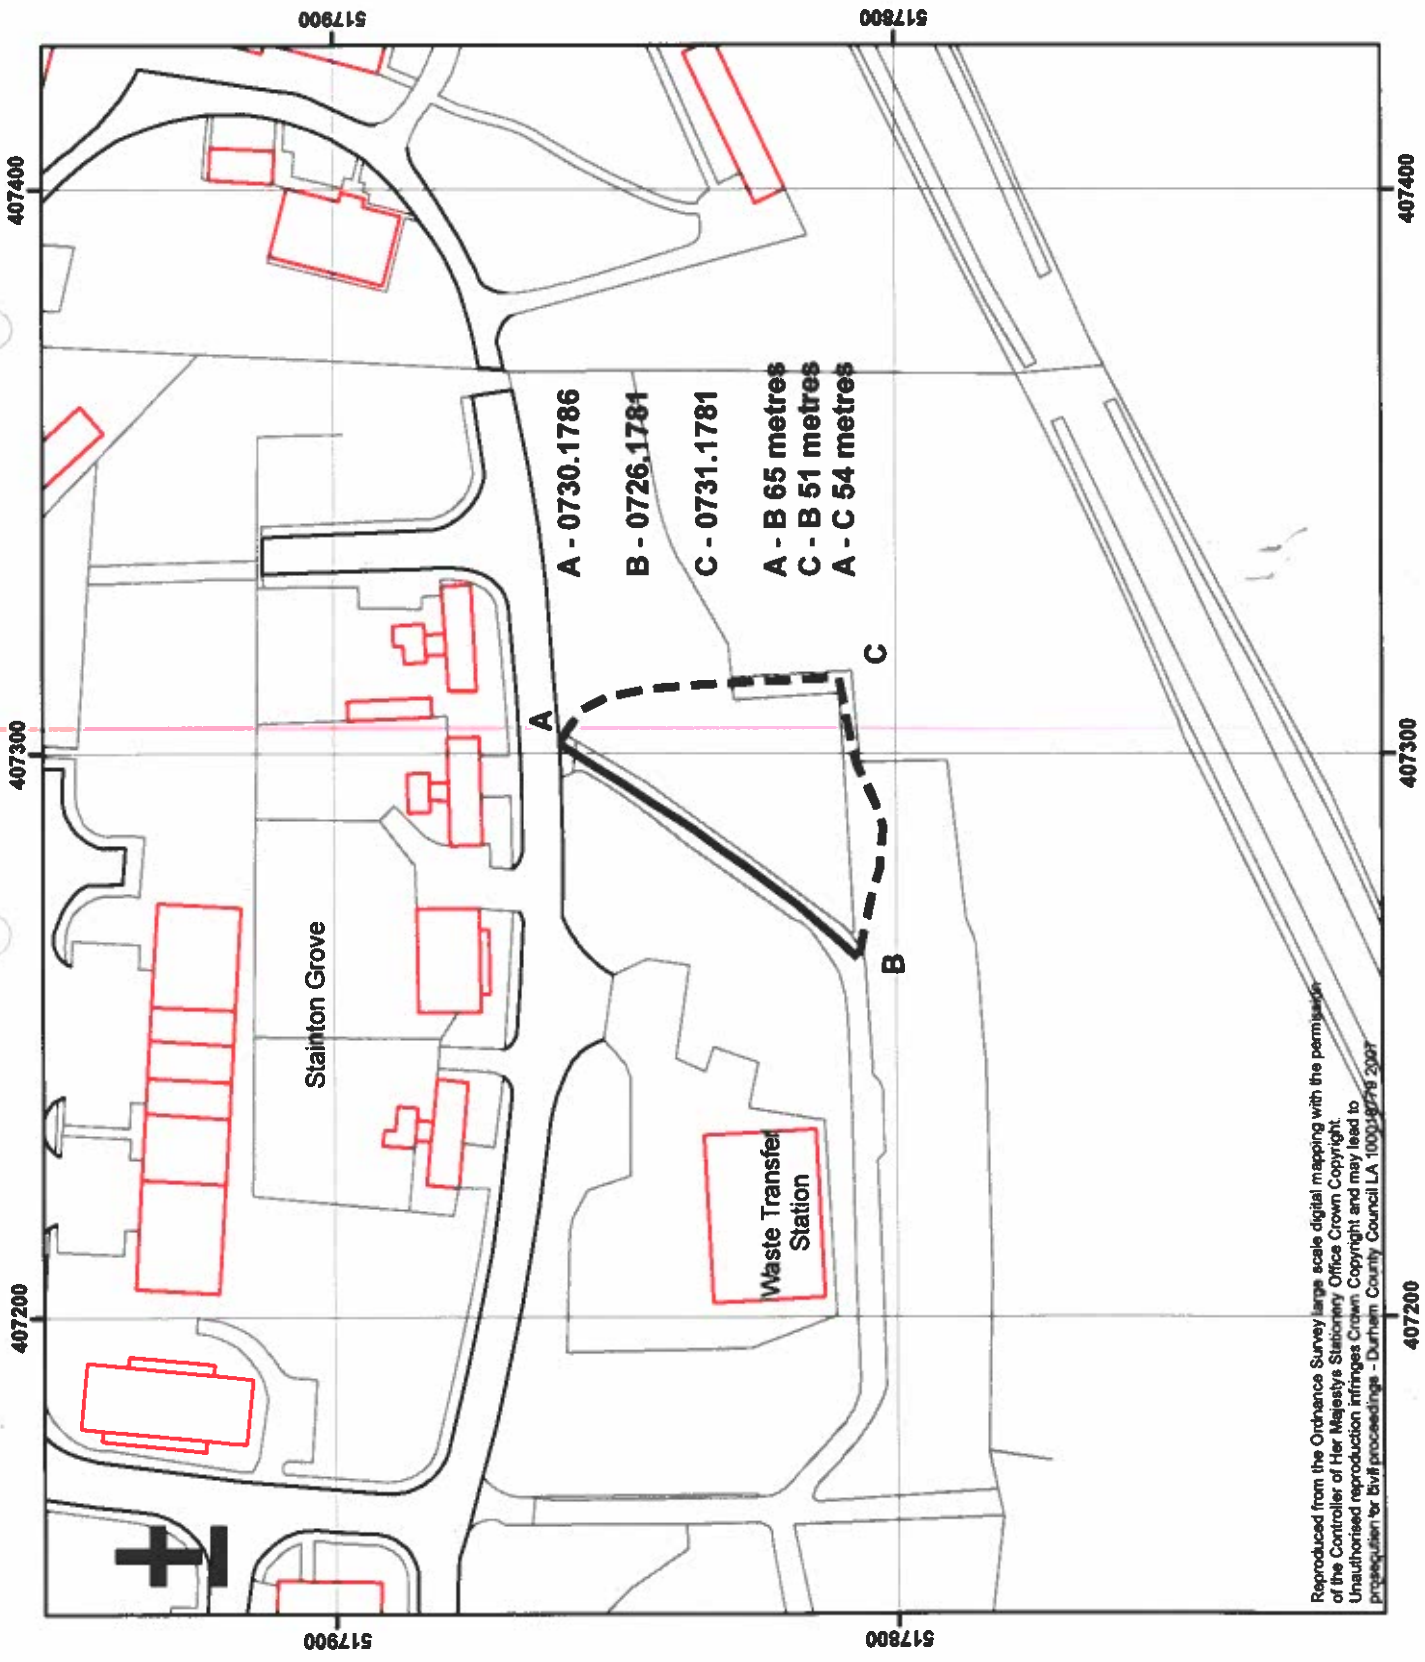 517900
517800
407400
407400
A - 0730.1786
B - 0726.1781
C - 0731.1781
A - B 65 metres
C - B 51 metres
A - C 54 metres
A
C
B
407300
407300
Stainton Grove
Waste Transfer
Station
407200
407200
517900
517800
Reproduced from the Ordnance Survey large scale digital mapping with the permission
of the Controller of Her Majestys Stationery Office Crown Copyright.
Unauthorised reproduction infringes Crown Copyright and may lead to
prosecution or civil proceedings - Durham County Council LA 2007